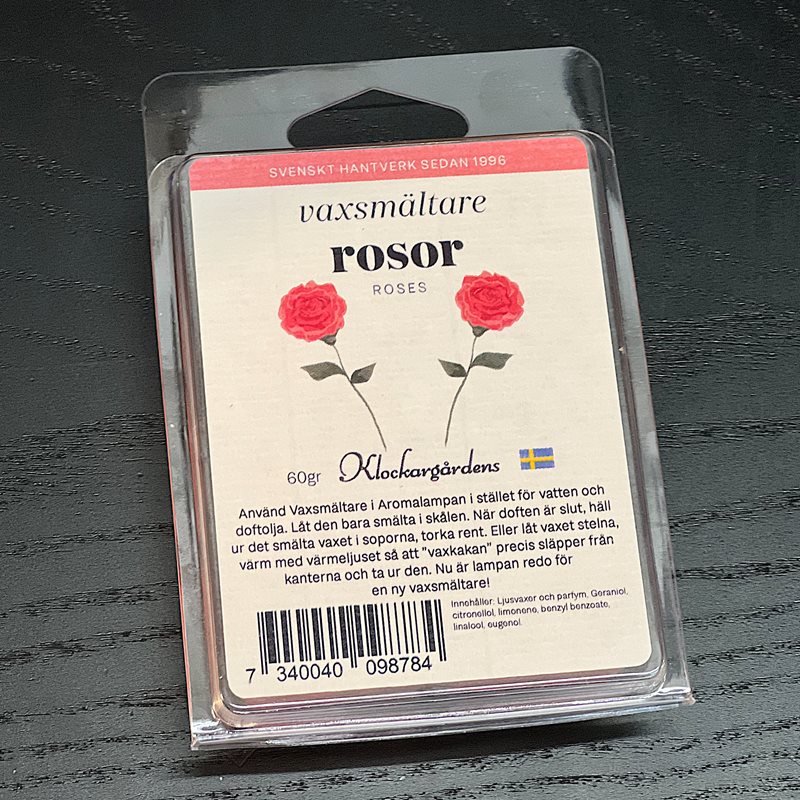 SVENSKT HANTVERK SEDAN 1996
vaxsmältare
rosor
ROSES
60gr Klockargårdens
Använd Vaxsmältare i Aromalampan i stället för vatten och
doftolja. Låt den bara smälta i skålen. När doften är slut, häll
ur det smälta vaxet i soporna, torka rent. Eller låt vaxet stelna,
värm med värmeljuset så att "vaxkakan" precis släpper från
kanterna och ta ur den. Nu är lampan redo för
en ny vaxsmältare!
Innehåller: Ljusvaxer och parfym, Geraniol,
citronellol, limonene, benzyl benzoate,
linalool, eugenol.
7 340040 098784